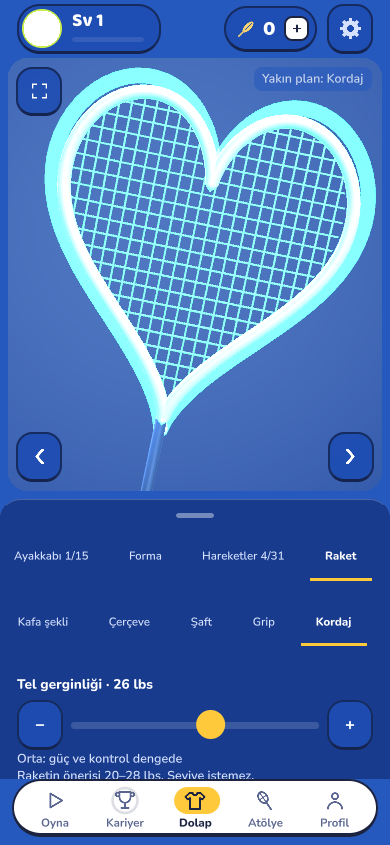 Sv 1
0 +
Yakın plan: Kordaj
Ayakkabı 1/15 Forma Hareketler 4/31 Raket
Kafa şekli Çerçeve Şaft Grip Kordaj
Tel gerginliği · 26 lbs
− +
Orta: güç ve kontrol dengede
Raketin önerisi 20–28 lbs. Seviye istemez.
Oyna Kariyer Dolap Atölye Profil